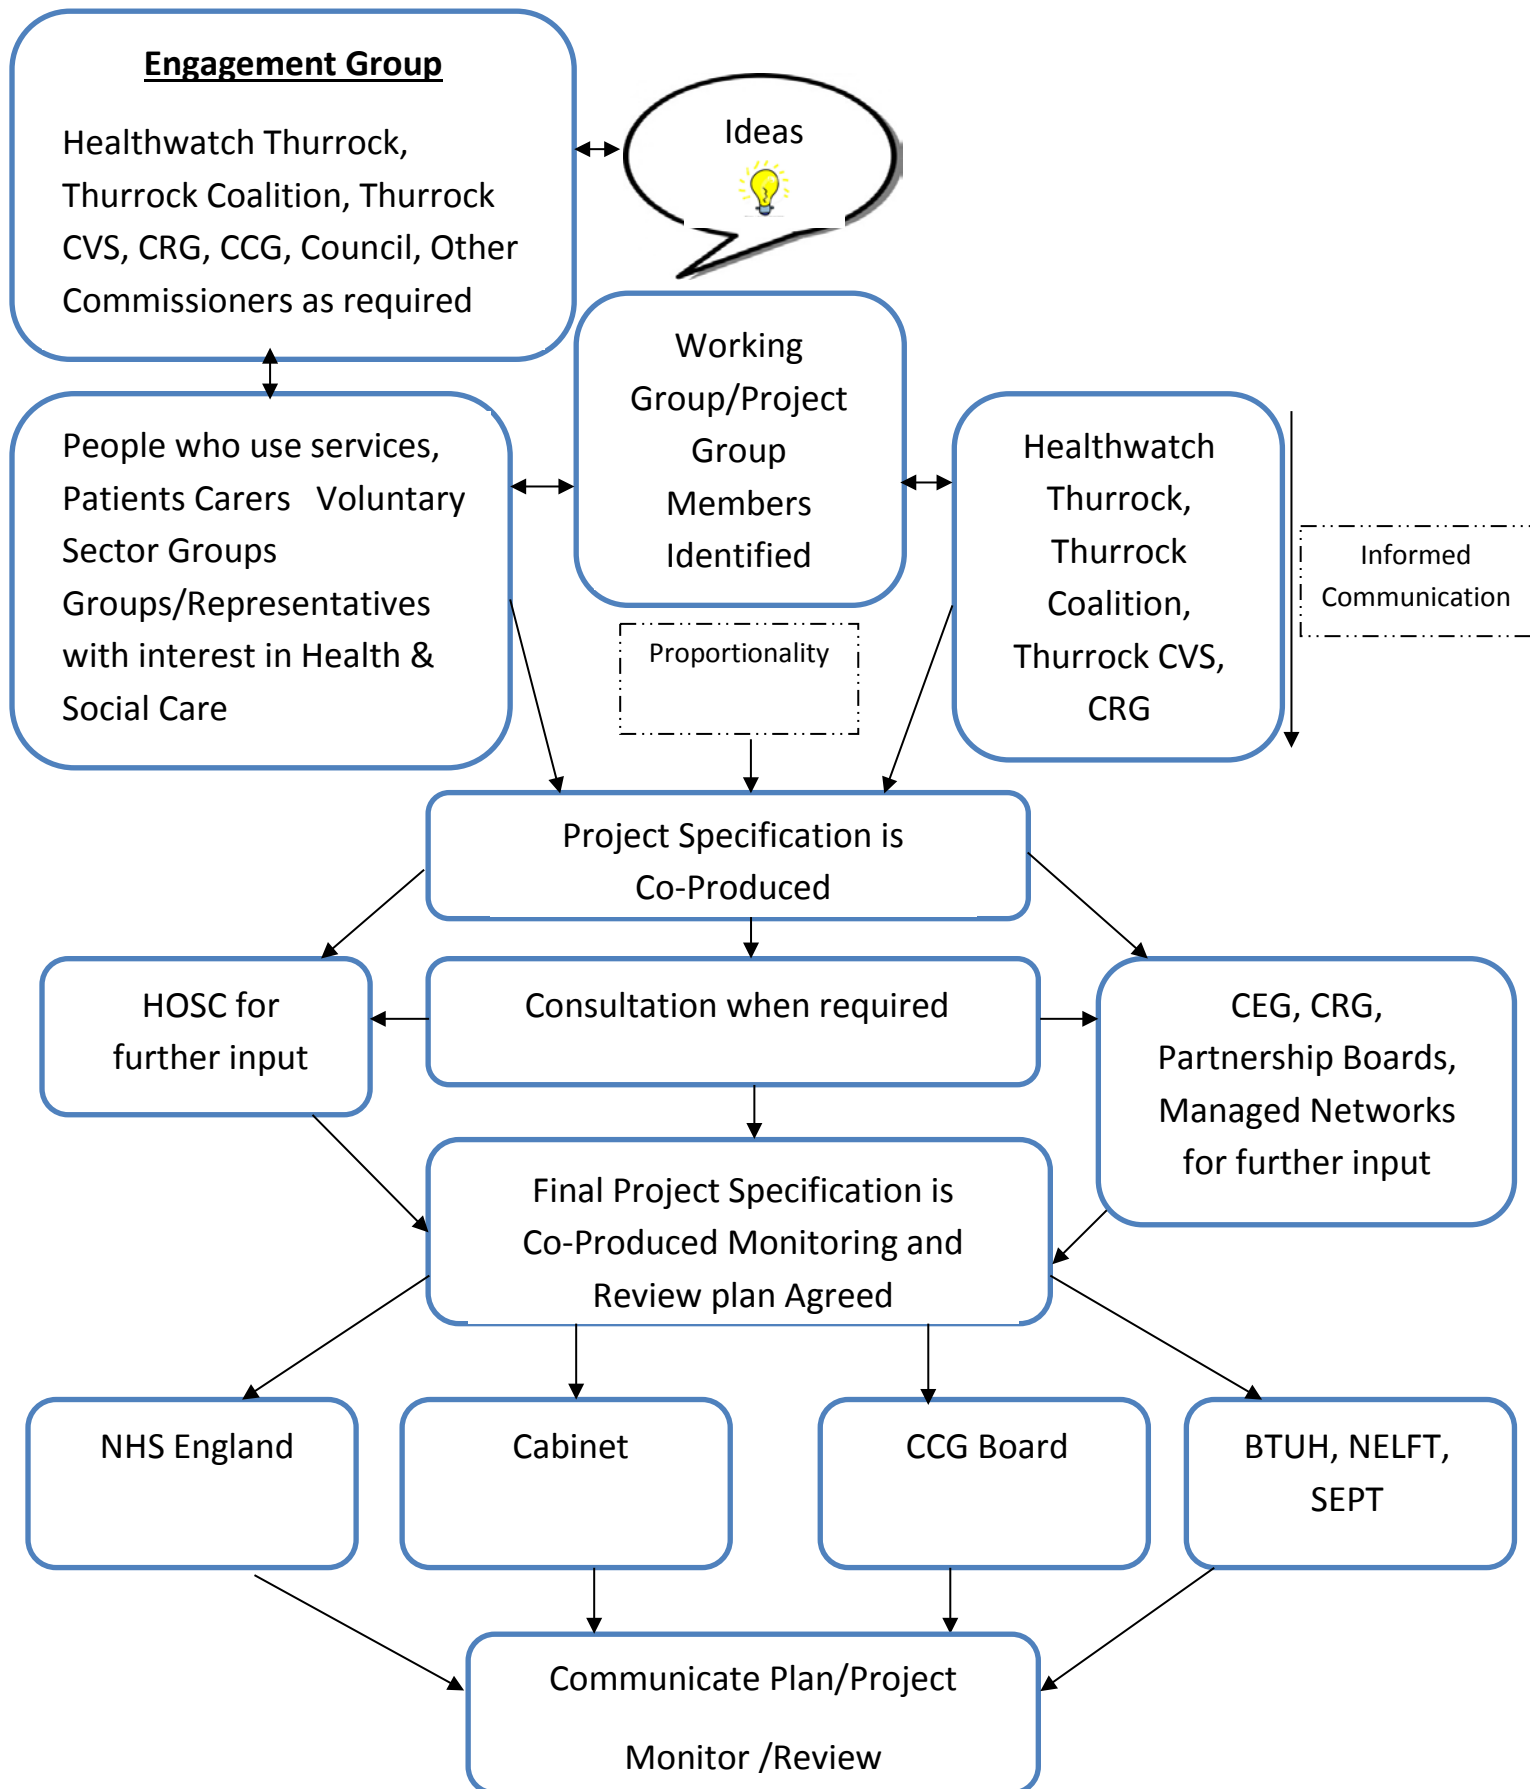 Engagement Group
Healthwatch Thurrock,
Thurrock Coalition, Thurrock
CVS, CRG, CCG, Council, Other
Commissioners as required
Ideas
Working
Group/Project
Group
Members
Identified
People who use services,
Patients Carers   Voluntary
Sector Groups
Groups/Representatives
with interest in Health &
Social Care
Healthwatch
Thurrock,
Thurrock
Coalition,
Thurrock CVS,
CRG
Informed
Communication
Proportionality
Project Specification is
Co-Produced
HOSC for
further input
Consultation when required
CEG, CRG,
Partnership Boards,
Managed Networks
for further input
Final Project Specification is
Co-Produced Monitoring and
Review plan Agreed
NHS England
Cabinet
CCG Board
BTUH, NELFT,
SEPT
Communicate Plan/Project
Monitor /Review